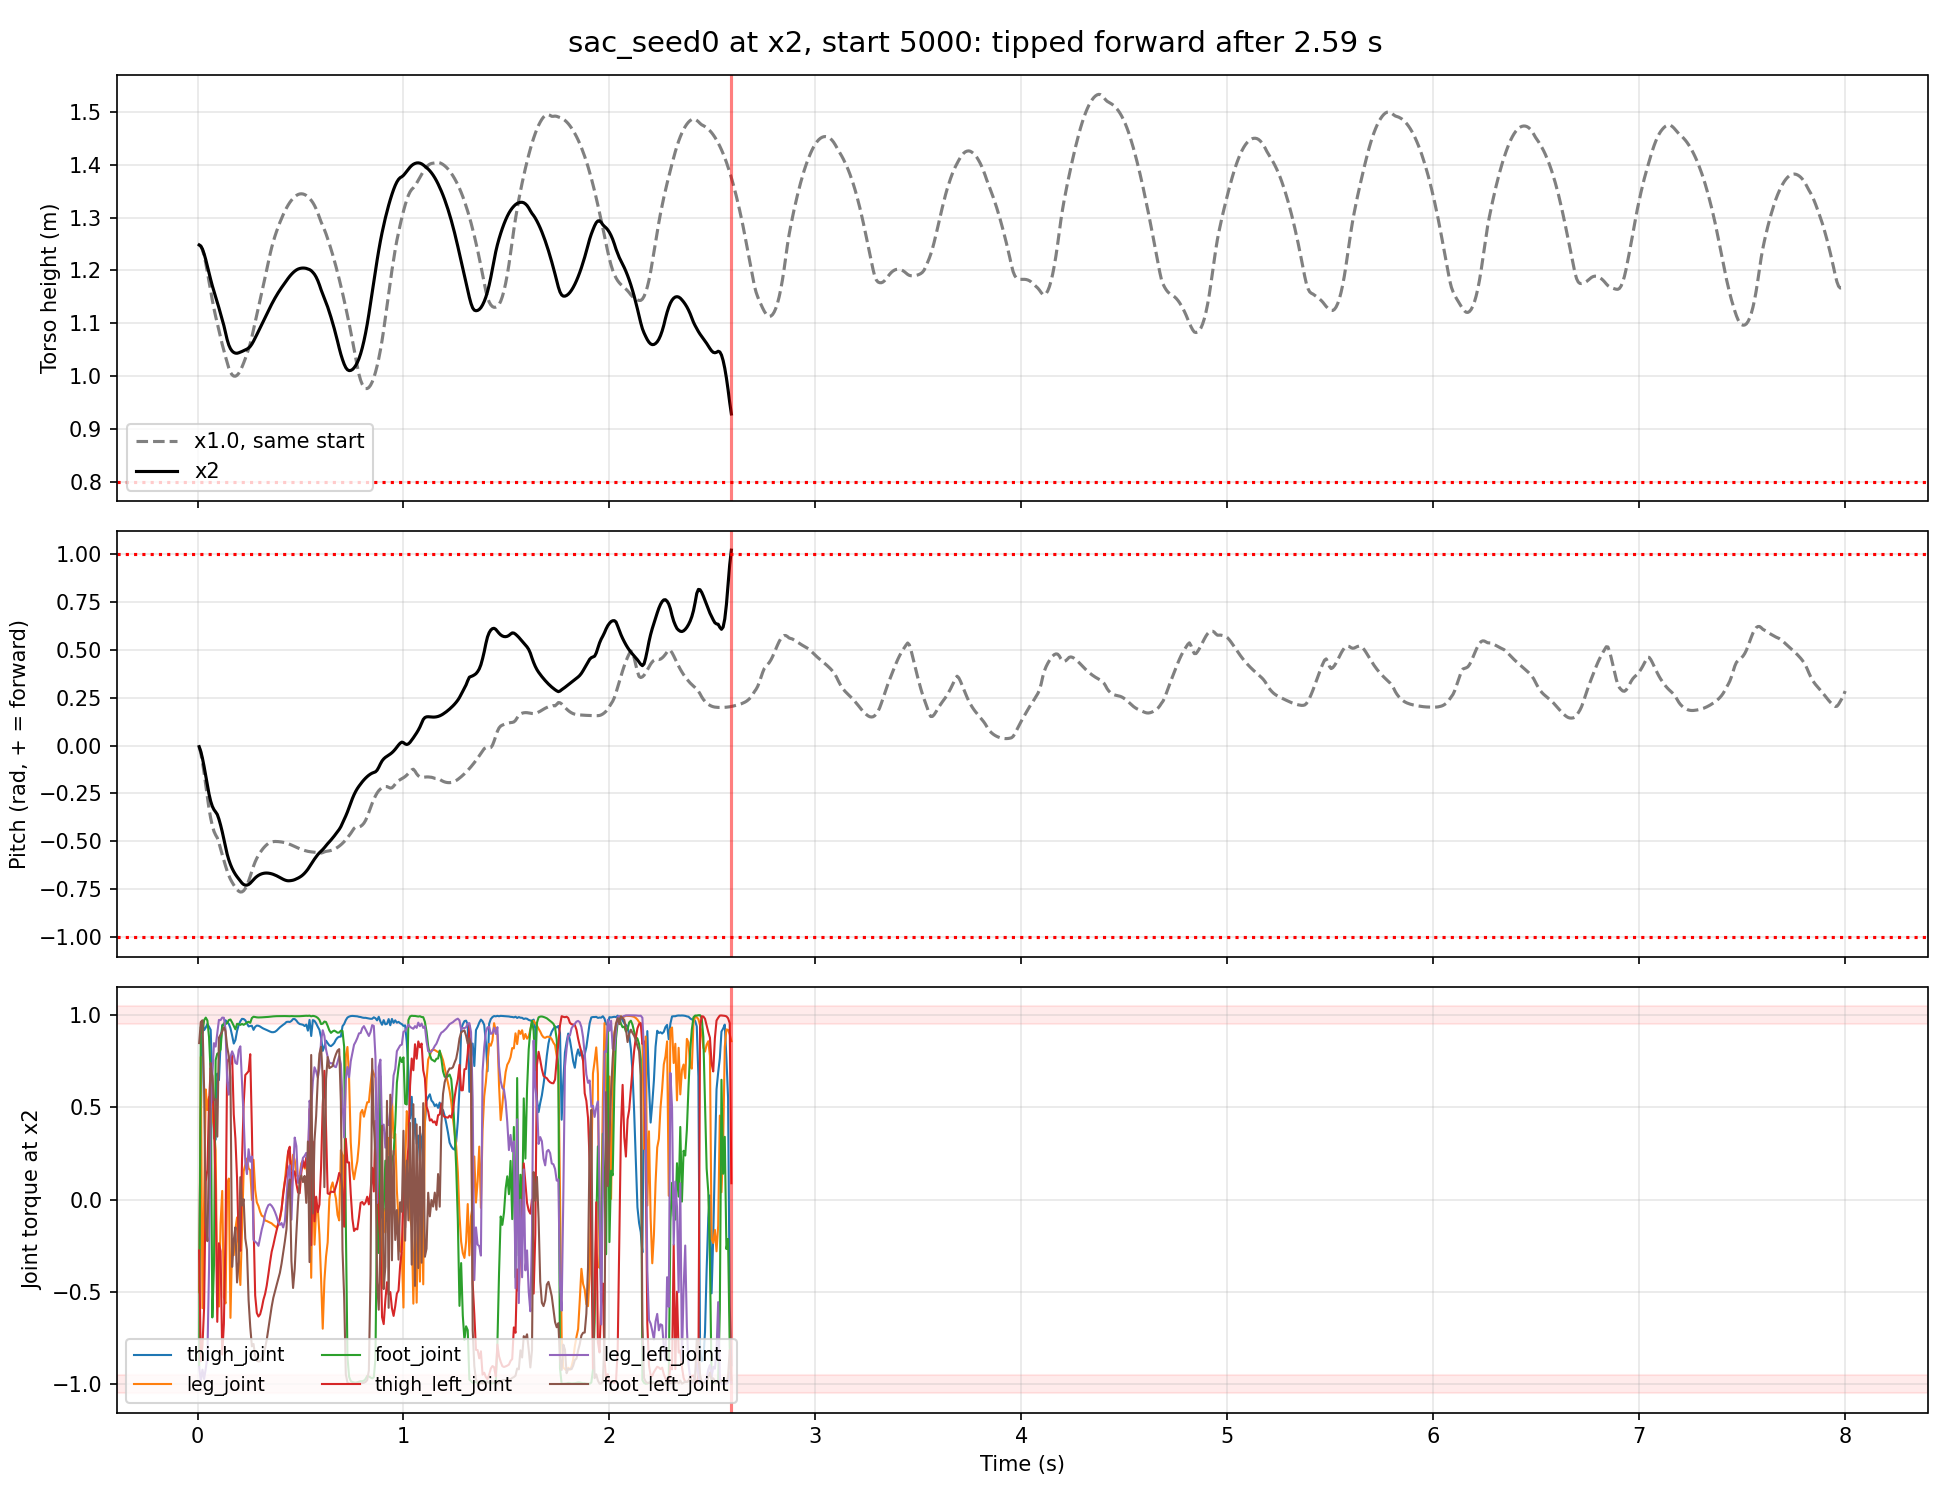 sac_seed0 at x2, start 5000: tipped forward after 2.59 s
Torso height (m)
1.5
1.4
1.3
1.2
1.1
1.0
0.9
0.8
x1.0, same start
x2
Pitch (rad, + = forward)
1.00
0.75
0.50
0.25
0.00
−0.25
−0.50
−0.75
−1.00
Joint torque at x2
1.0
0.5
0.0
−0.5
−1.0
thigh_joint
leg_joint
foot_joint
thigh_left_joint
leg_left_joint
foot_left_joint
0 1 2 3 4 5 6 7 8
Time (s)